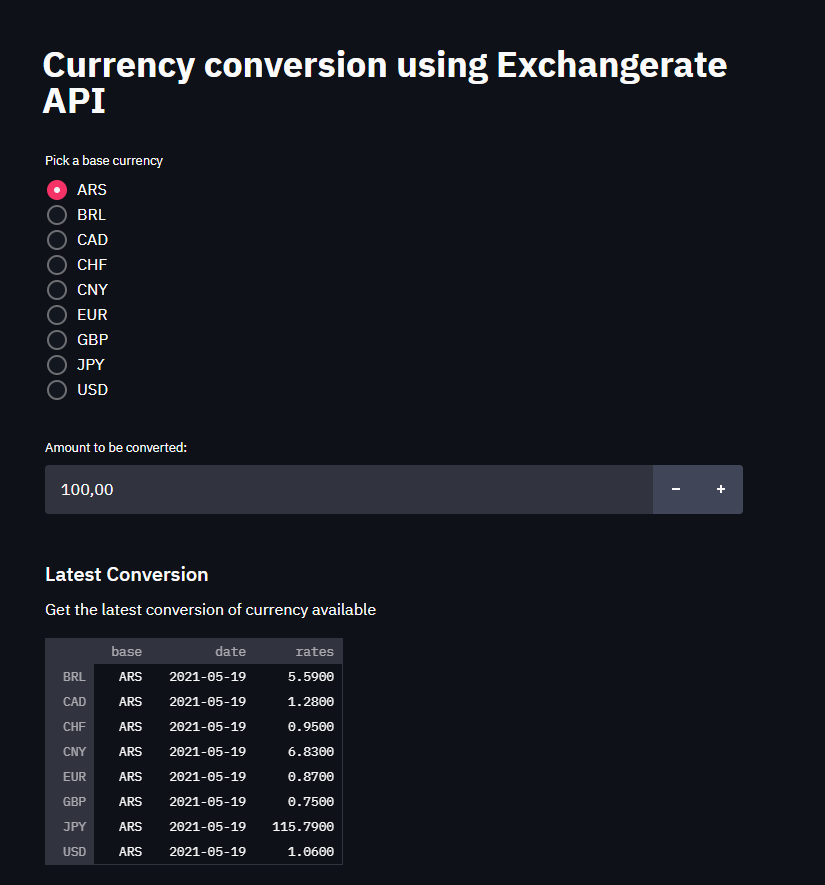 Currency conversion using Exchangerate
API
Pick a base currency
ARS
BRL
CAD
CHF
CNY
EUR
GBP
JPY
USD
Amount to be converted:
100,00 − +
Latest Conversion
Get the latest conversion of currency available
base date rates
BRL ARS 2021-05-19 5.5900
CAD ARS 2021-05-19 1.2800
CHF ARS 2021-05-19 0.9500
CNY ARS 2021-05-19 6.8300
EUR ARS 2021-05-19 0.8700
GBP ARS 2021-05-19 0.7500
JPY ARS 2021-05-19 115.7900
USD ARS 2021-05-19 1.0600